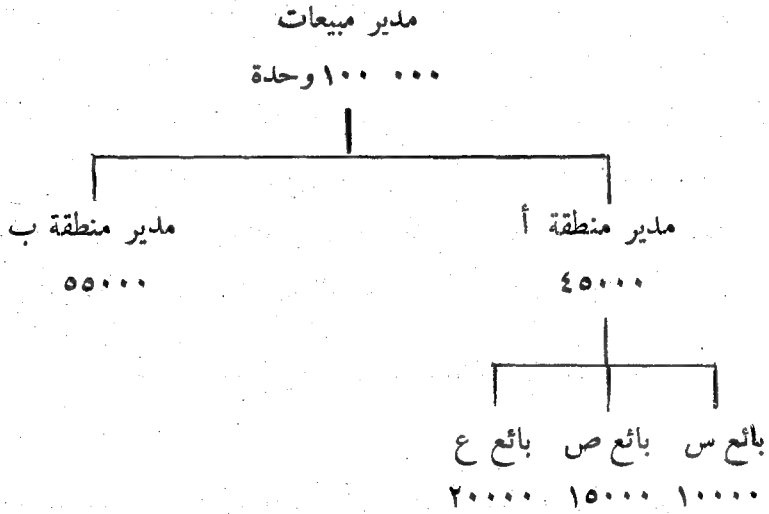 مدير مبيعات
١٠٠ ٠٠٠ وحدة
مدير منطقة أ مدير منطقة ب
٤٥٠٠٠ ٥٥٠٠٠
بائع س بائع ص بائع ع
١٠٠٠٠ ١٥٠٠٠ ٢٠٠٠٠